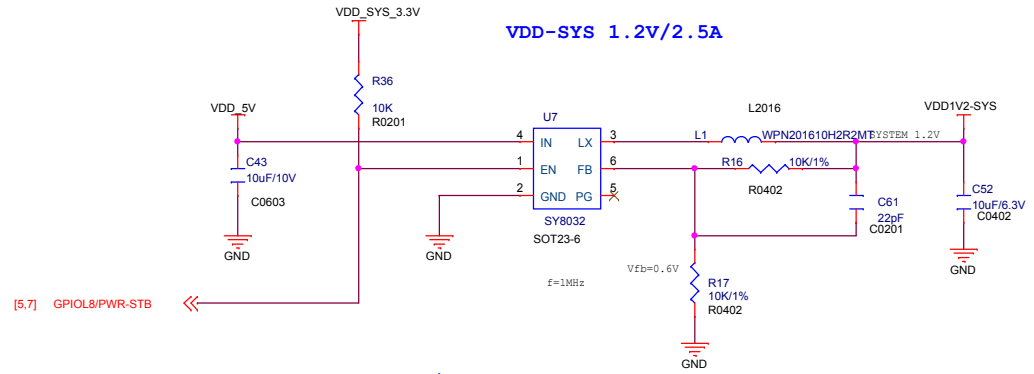 VDD_SYS_3.3V
VDD-SYS 1.2V/2.5A
R36
10K
R0201
VDD_5V
C43
10uF/10V
C0603
GND
U7
4
IN
LX
3
1
EN
FB
6
2
GND
PG
5
SY8032
SOT23-6
GND
f=1MHz
L2016
L1
WPN201610H2R2MT
SYSTEM 1.2V
VDD1V2-SYS
R16
10K/1%
R0402
C61
22pF
C0201
C52
10uF/6.3V
C0402
GND
Vfb=0.6V
R17
10K/1%
R0402
GND
[5,7] GPIOL8/PWR-STB